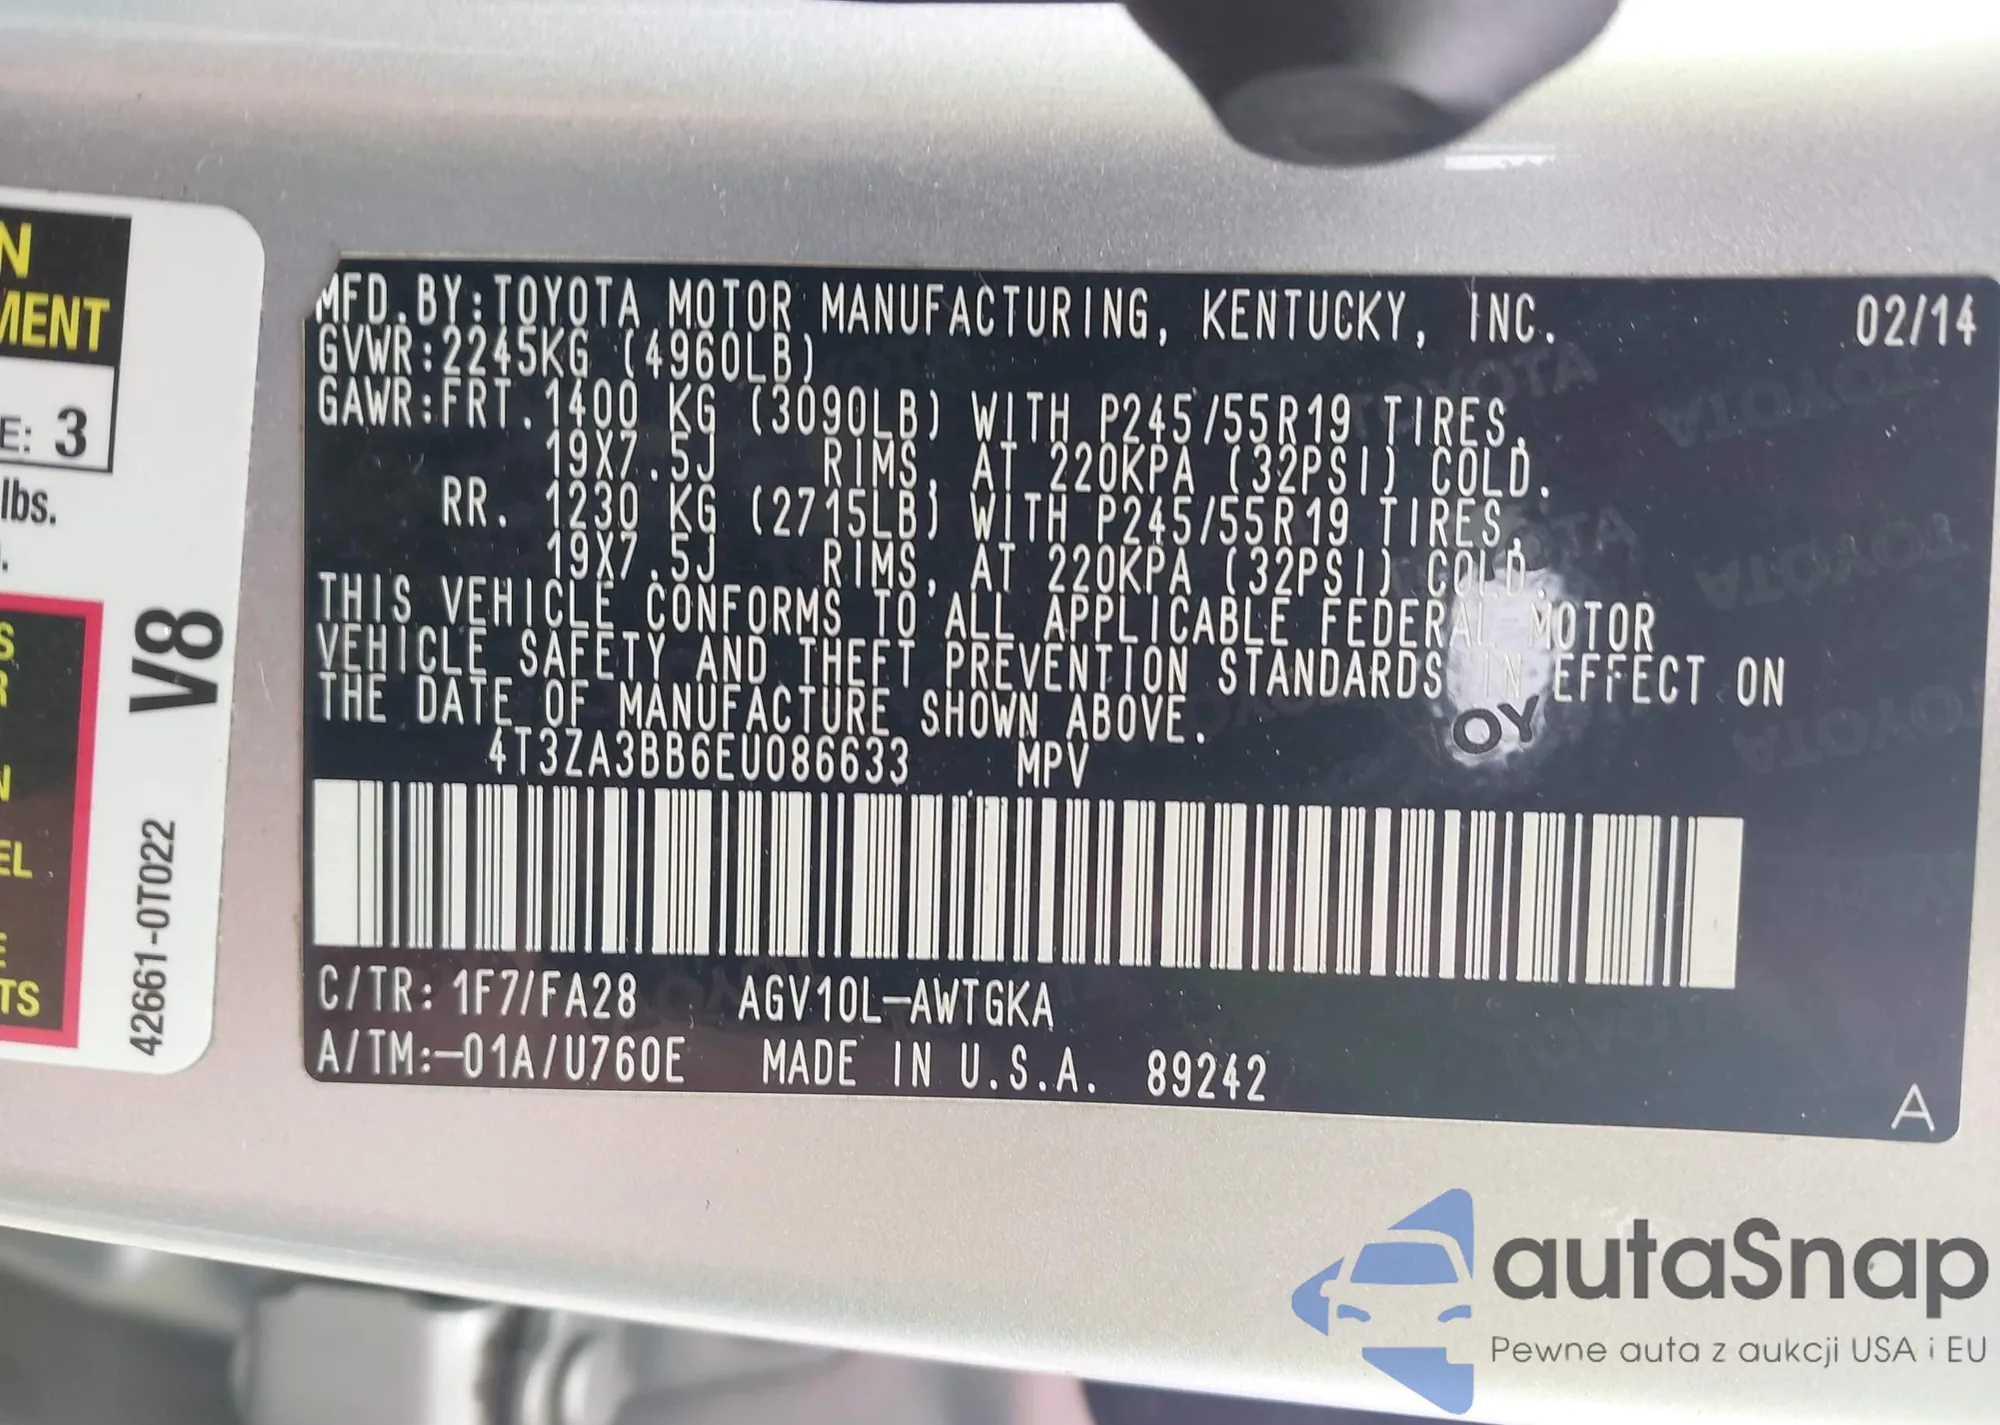 MFD.BY:TOYOTA MOTOR MANUFACTURING, KENTUCKY, INC. 02/14
GVWR:2245KG (4960LB)
GAWR:FRT.1400 KG (3090LB) WITH P245/55R19 TIRES,
19X7.5J RIMS, AT 220KPA (32PSI) COLD.
RR. 1230 KG (2715LB) WITH P245/55R19 TIRES,
19X7.5J RIMS, AT 220KPA (32PSI) COLD.
THIS VEHICLE CONFORMS TO ALL APPLICABLE FEDERAL MOTOR
VEHICLE SAFETY AND THEFT PREVENTION STANDARDS IN EFFECT ON
THE DATE OF MANUFACTURE SHOWN ABOVE.
4T3ZA3BB6EU086633 MPV
C/TR: 1F7/FA28 AGV10L-AWTGKA
A/TM:-01A/U760E MADE IN U.S.A. 89242
A
OY
E: 3
lbs.
V8
42661-0T022
autaSnap
Pewne auta z aukcji USA i EU